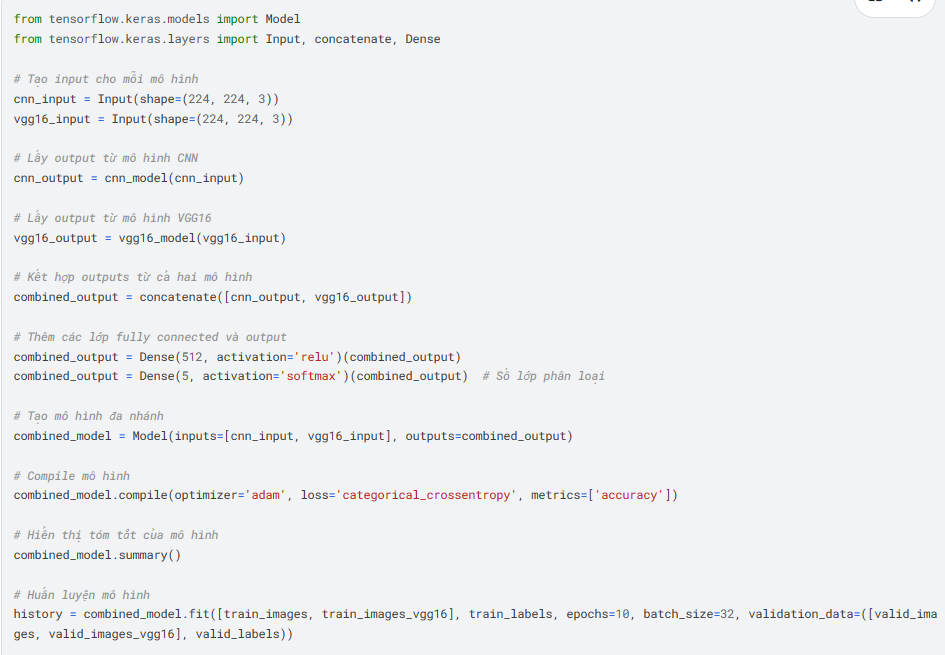 from tensorflow.keras.models import Model
from tensorflow.keras.layers import Input, concatenate, Dense
# Tạo input cho mỗi mô hình
cnn_input = Input(shape=(224, 224, 3))
vgg16_input = Input(shape=(224, 224, 3))
# Lấy output từ mô hình CNN
cnn_output = cnn_model(cnn_input)
# Lấy output từ mô hình VGG16
vgg16_output = vgg16_model(vgg16_input)
# Kết hợp outputs từ cả hai mô hình
combined_output = concatenate([cnn_output, vgg16_output])
# Thêm các lớp fully connected và output
combined_output = Dense(512, activation='relu')(combined_output)
combined_output = Dense(5, activation='softmax')(combined_output)  # Số lớp phân loại
# Tạo mô hình đa nhánh
combined_model = Model(inputs=[cnn_input, vgg16_input], outputs=combined_output)
# Compile mô hình
combined_model.compile(optimizer='adam', loss='categorical_crossentropy', metrics=['accuracy'])
# Hiển thị tóm tắt của mô hình
combined_model.summary()
# Huấn luyện mô hình
history = combined_model.fit([train_images, train_images_vgg16], train_labels, epochs=10, batch_size=32, validation_data=([valid_ima
ges, valid_images_vgg16], valid_labels))